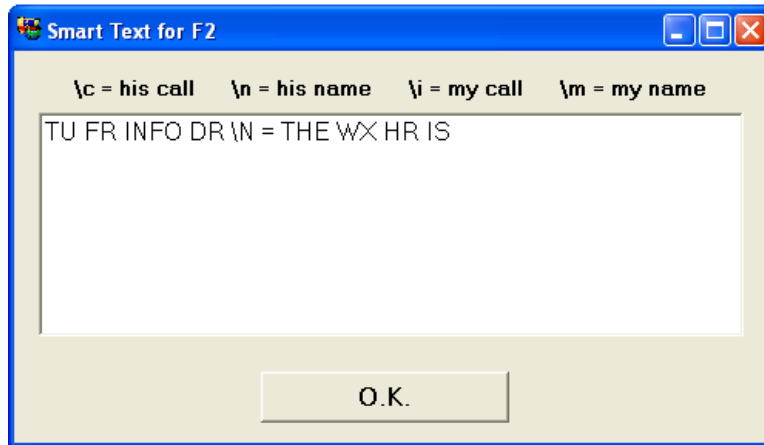 Smart Text for F2
\c = his call \n = his name \i = my call \m = my name
TU FR INFO DR \N = THE WX HR IS
O.K.